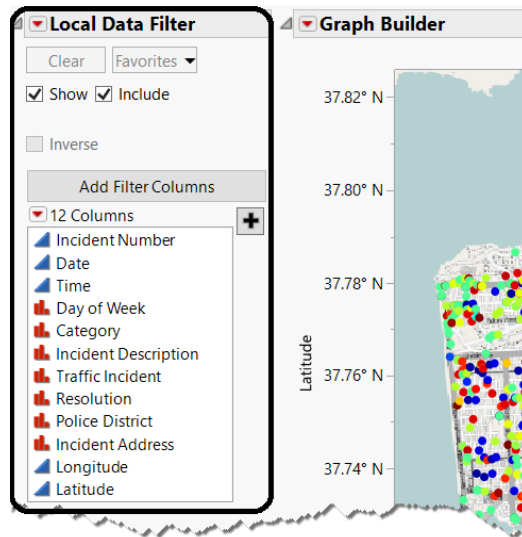 Local Data Filter
Clear
Favorites
Show
Include
Inverse
Add Filter Columns
12 Columns
Incident Number
Date
Time
Day of Week
Category
Incident Description
Traffic Incident
Resolution
Police District
Incident Address
Longitude
Latitude
Graph Builder
37.82° N
37.80° N
37.78° N
37.76° N
37.74° N
Latitude